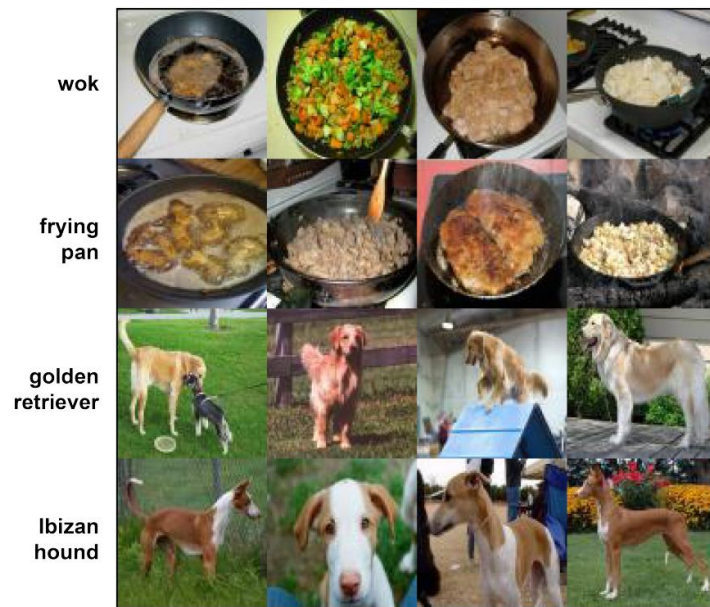 wok
frying
pan
golden
retriever
Ibizan
hound